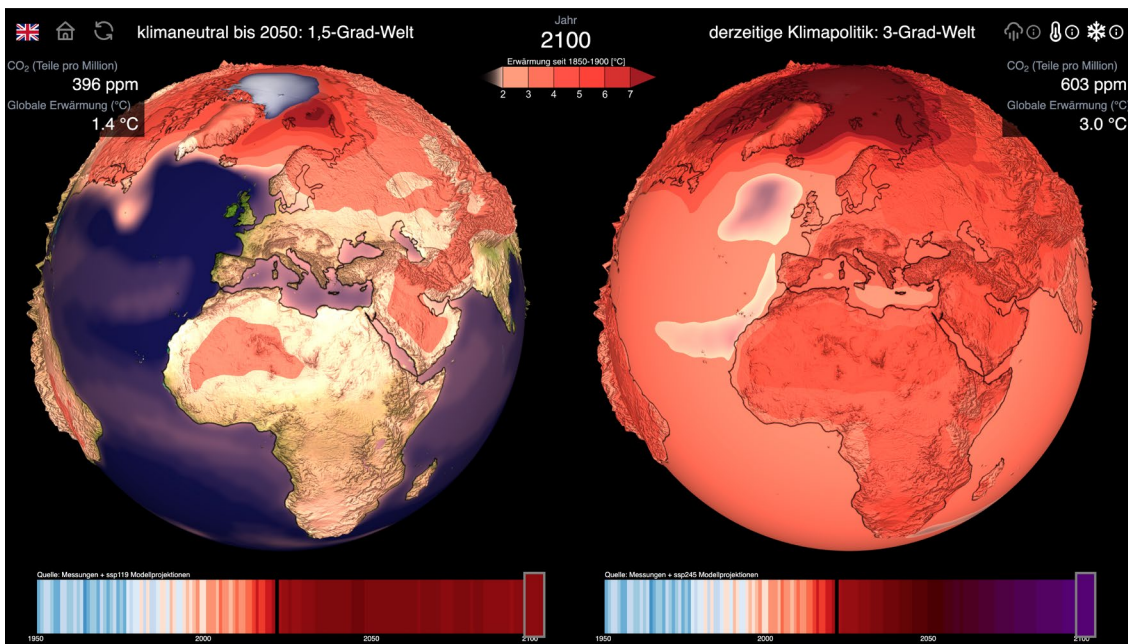 klimaneutral bis 2050: 1,5-Grad-Welt
Jahr
2100
derzeitige Klimapolitik: 3-Grad-Welt
CO₂ (Teile pro Million)
396 ppm
Globale Erwärmung (°C)
1.4 °C
Erwärmung seit 1850-1900 [°C]
2 3 4 5 6 7
CO₂ (Teile pro Million)
603 ppm
Globale Erwärmung (°C)
3.0 °C
Quelle: Messungen + ssp119 Modellprojektionen
1950 2000 2050 2100
Quelle: Messungen + ssp245 Modellprojektionen
1950 2000 2050 2100